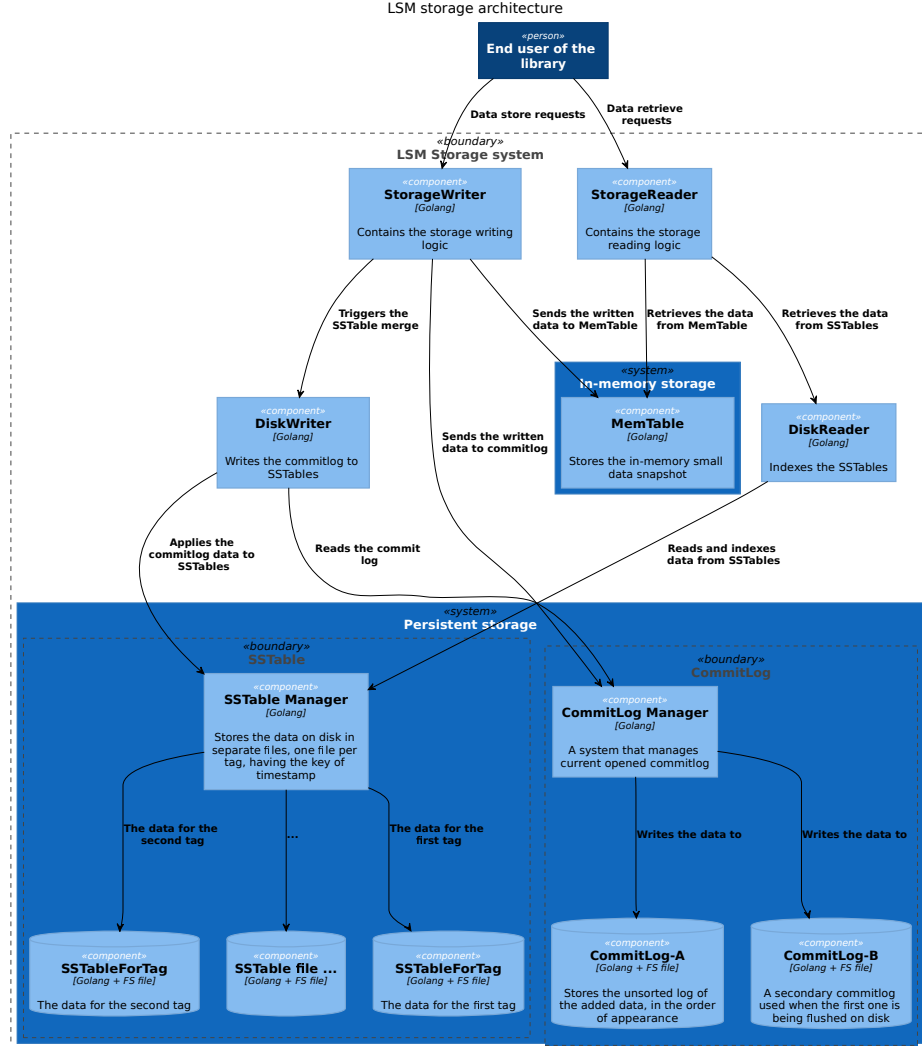 LSM storage architecture
«person»
End user of the
library
Data store requests
Data retrieve
requests
«boundary»
LSM Storage system
«component»
StorageWriter
[Golang]
Contains the storage writing
logic
«component»
StorageReader
[Golang]
Contains the storage
reading logic
Triggers the
SSTable merge
Sends the written
data to MemTable
Retrieves the data
from MemTable
Retrieves the data
from SSTables
«system»
In-memory storage
«component»
DiskWriter
[Golang]
Writes the commitlog to
SSTables
Sends the written
data to commitlog
«component»
MemTable
[Golang]
Stores the in-memory small
data snapshot
«component»
DiskReader
[Golang]
Indexes the SSTables
Applies the
commitlog data to
SSTables
Reads the commit
log
Reads and indexes
data from SSTables
«system»
Persistent storage
«boundary»
SSTable
«boundary»
CommitLog
«component»
SSTable Manager
[Golang]
Stores the data on disk in
separate files, one file per
tag, having the key of
timestamp
«component»
CommitLog Manager
[Golang]
A system that manages
current opened commitlog
The data for the
second tag
...
The data for the
first tag
Writes the data to
Writes the data to
«component»
SSTableForTag
[Golang + FS file]
The data for the second tag
«component»
SSTable file ...
[Golang + FS file]
«component»
SSTableForTag
[Golang + FS file]
The data for the first tag
«component»
CommitLog-A
[Golang + FS file]
Stores the unsorted log of
the added data, in the order
of appearance
«component»
CommitLog-B
[Golang + FS file]
A secondary commitlog
used when the first one is
being flushed on disk